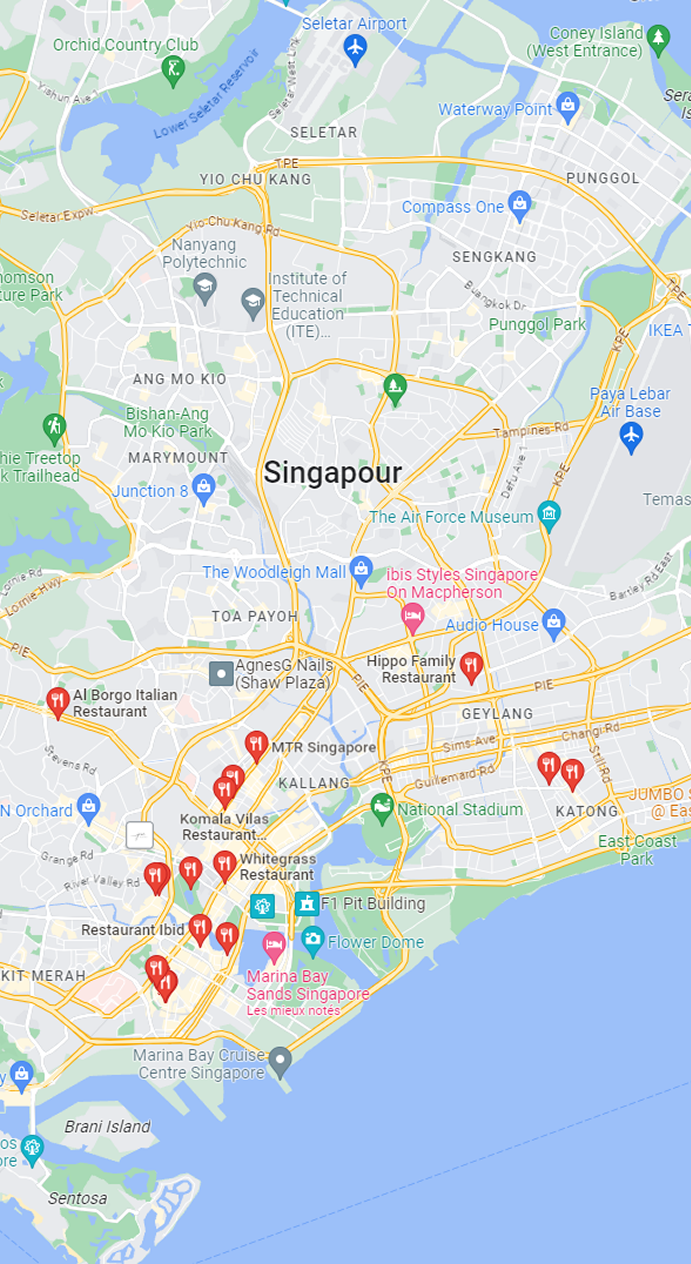 Seletar Airport
Orchid Country Club
Coney Island
(West Entrance)
Yishun Ave 1
Seletar West Link
Lower Seletar Reservoir
Waterway Point
SELETAR
TPE
YIO CHU KANG
PUNGGOL
Seletar Expw
Compass One
Yio Chu Kang Rd
Nanyang
Polytechnic
SENGKANG
Institute of
Technical
Education
(ITE)...
Buangkok Dr
TPE
Punggol Park
KPE
IKEA
ANG MO KIO
Paya Lebar
Air Base
Bishan-Ang
Mo Kio Park
Tampines Rd
MARYMOUNT
Treetop
Trailhead
Singapour
Defu Ave 1
KPE
Junction 8
The Air Force Museum
The Woodleigh Mall
Lornie Rd
Lornie Hwy
ibis Styles Singapore
On Macpherson
Bartley Rd East
TOA PAYOH
Audio House
PIE
AgnesG Nails
(Shaw Plaza)
Hippo Family
Restaurant
PIE
PIE
Al Borgo Italian
Restaurant
GEYLANG
MTR Singapore
Sims Ave
Changi Rd
Stevens Rd
KPE
Guillemard Rd
Still Rd
KALLANG
JUMBO S
@ Eas
N Orchard
Komala Vilas
Restaurant...
National Stadium
KATONG
East Coast
Park
Grange Rd
Whitegrass
Restaurant
River Valley Rd
F1 Pit Building
Restaurant Ibid
Flower Dome
KIT MERAH
Marina Bay
Sands Singapore
Les mieux notés
Marina Bay Cruise
Centre Singapore
Brani Island
Sentosa